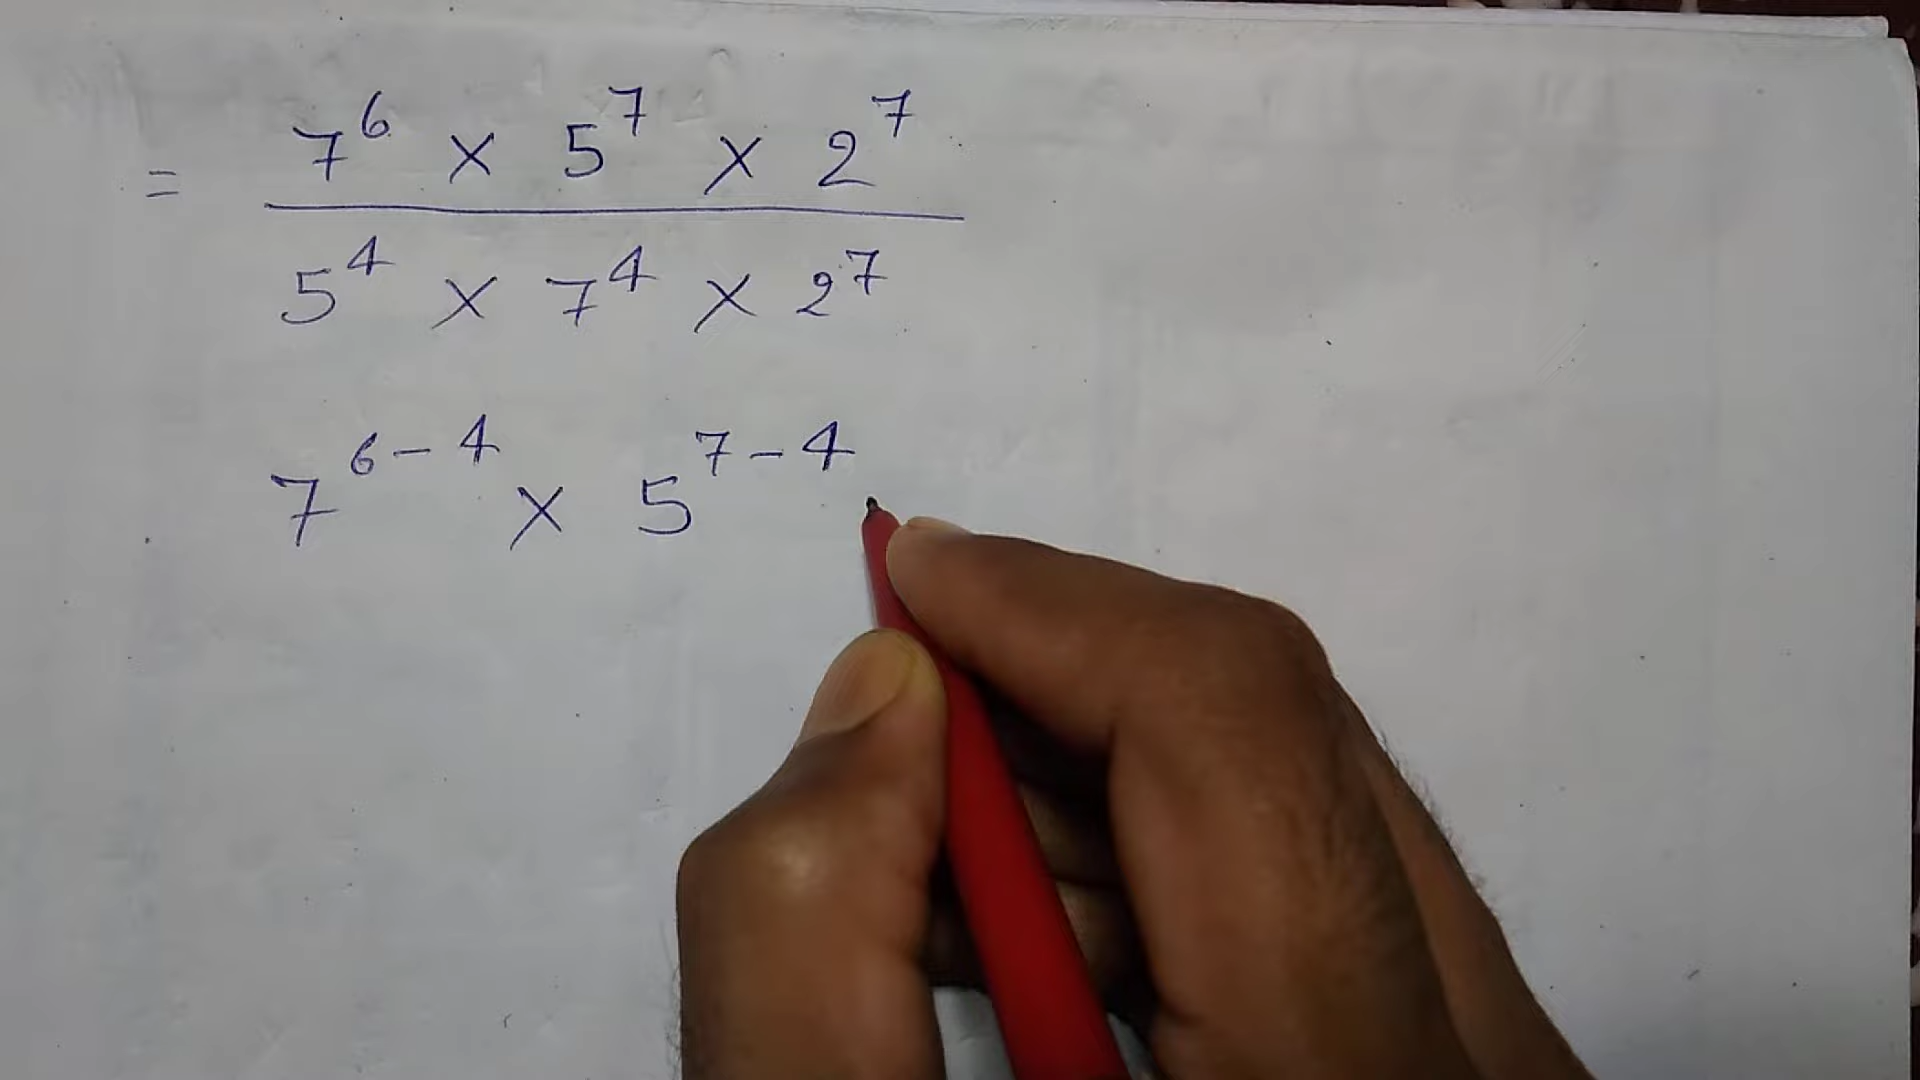 = 7^6 × 5^7 × 2^7
5^4 × 7^4 × 2^7
7^6-4 × 5^7-4